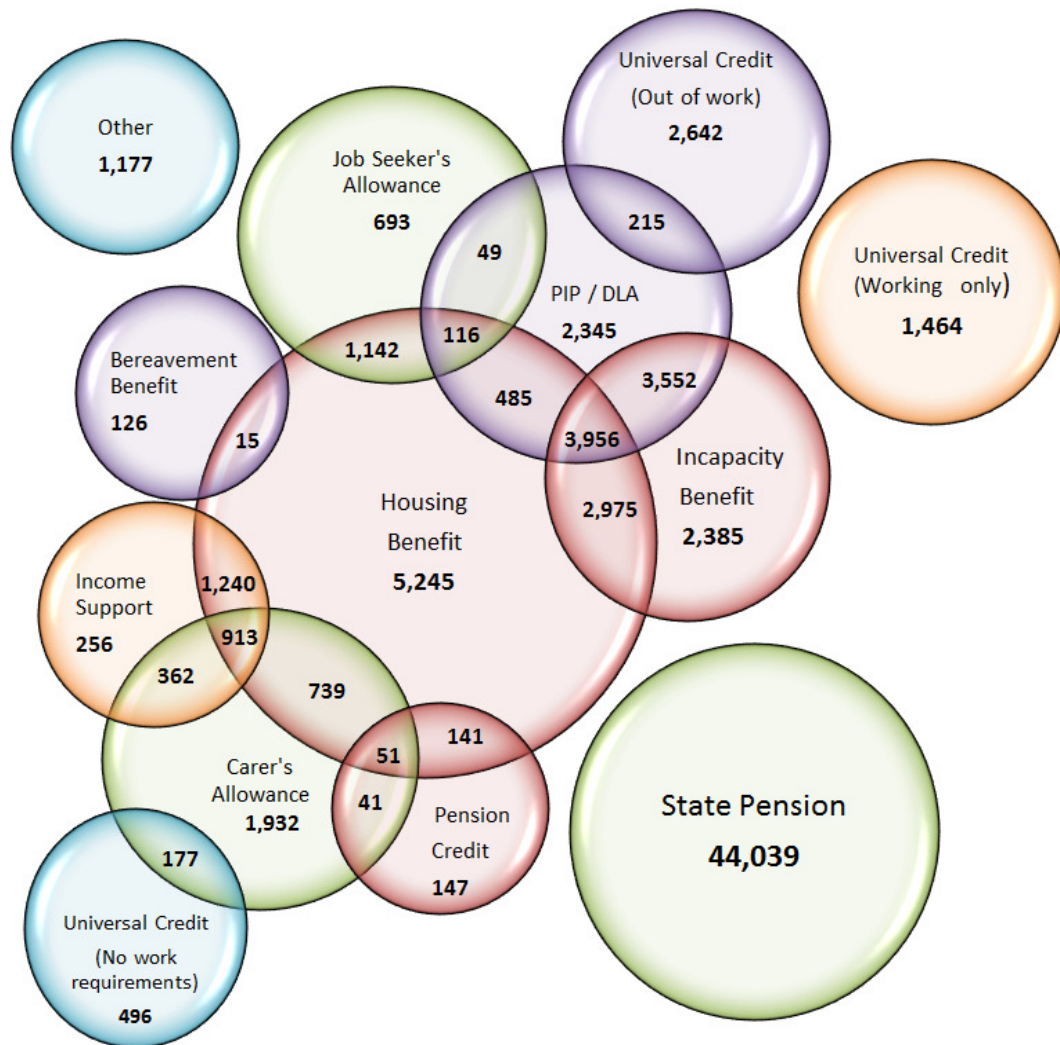 Universal Credit
(Out of work)
2,642
Other
1,177
Job Seeker's
Allowance
693
215
49
Universal Credit
(Working only)
1,464
PIP / DLA
2,345
116
1,142
Bereavement
Benefit
126
15
485
3,552
3,956
Incapacity
Benefit
2,385
2,975
Housing
Benefit
5,245
Income
Support
256
1,240
913
362
739
141
51
41
Carer's
Allowance
1,932
Pension
Credit
147
State Pension
44,039
177
Universal Credit
(No work
requirements)
496